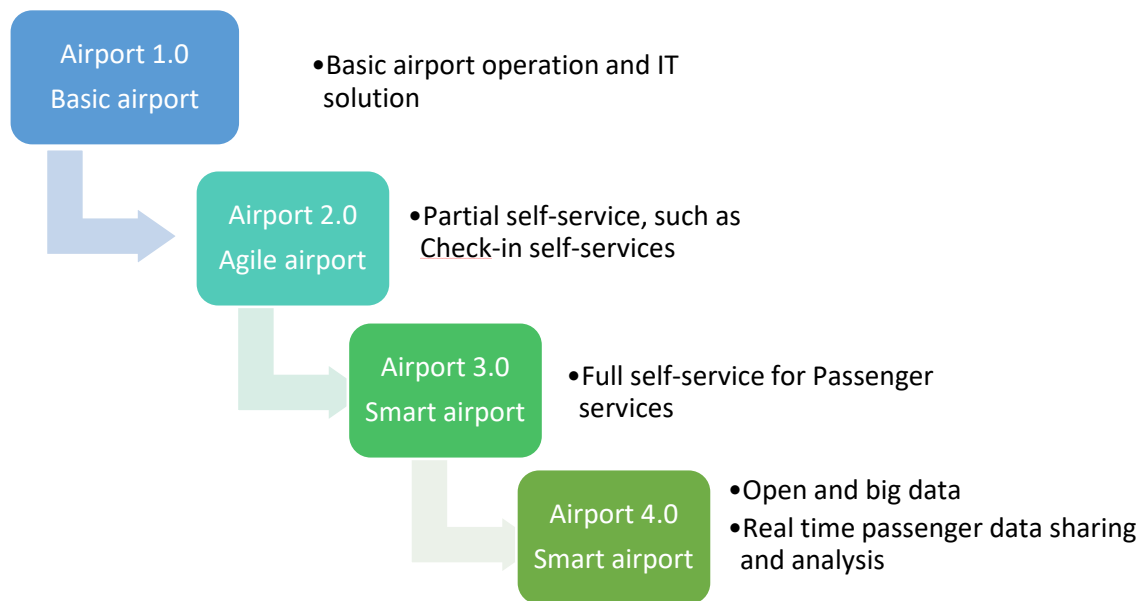 Airport 1.0
Basic airport
•Basic airport operation and IT
solution
Airport 2.0
Agile airport
•Partial self-service, such as
Check-in self-services
Airport 3.0
Smart airport
•Full self-service for Passenger
services
Airport 4.0
Smart airport
•Open and big data
•Real time passenger data sharing
and analysis